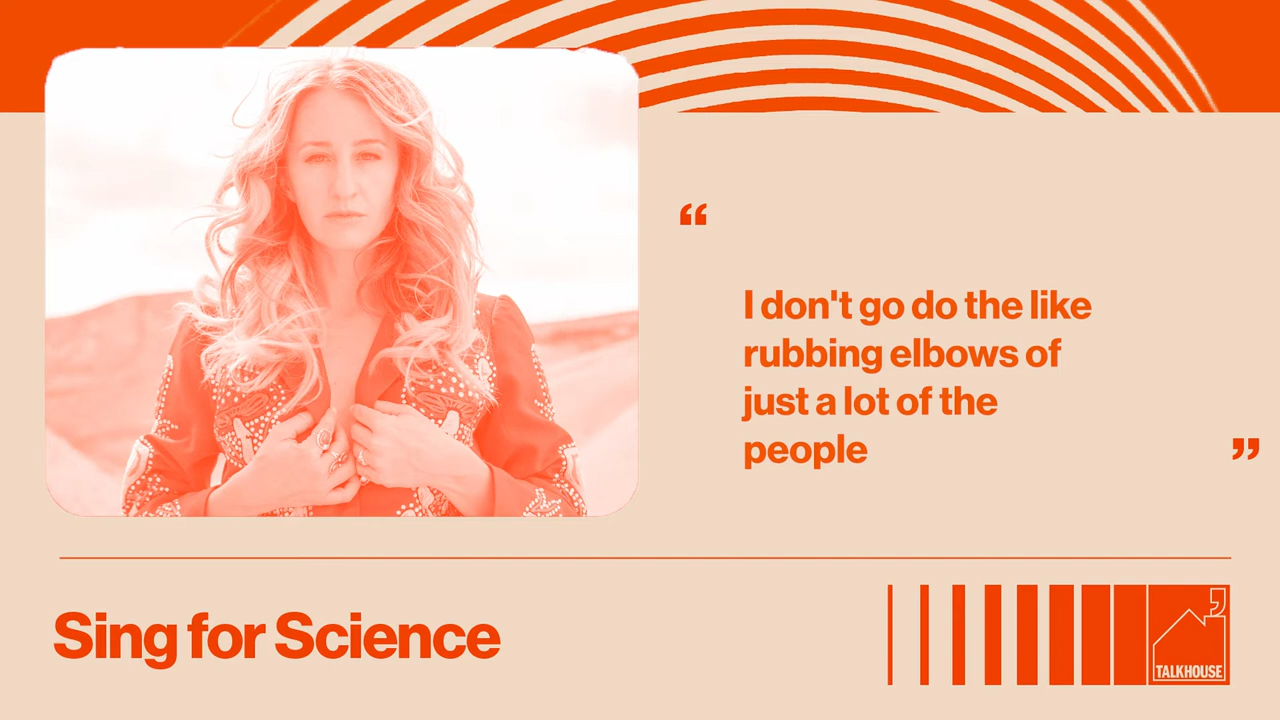 “
I don't go do the like
rubbing elbows of
just a lot of the
people
”
Sing for Science
TALKHOUSE